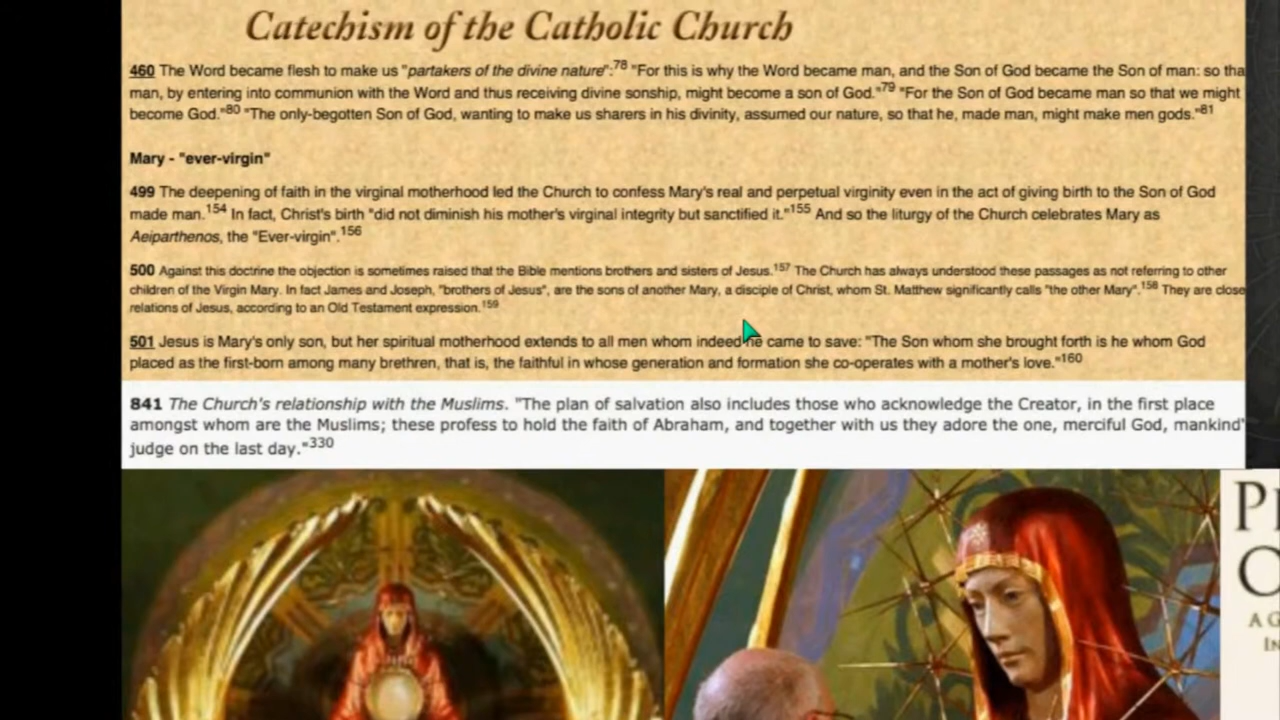 Catechism of the Catholic Church
460 The Word became flesh to make us "partakers of the divine nature":78 "For this is why the Word became man, and the Son of God became the Son of man: so tha
man, by entering into communion with the Word and thus receiving divine sonship, might become a son of God."79 "For the Son of God became man so that we might
become God."80 "The only-begotten Son of God, wanting to make us sharers in his divinity, assumed our nature, so that he, made man, might make men gods."81
Mary - "ever-virgin"
499 The deepening of faith in the virginal motherhood led the Church to confess Mary's real and perpetual virginity even in the act of giving birth to the Son of God
made man.154 In fact, Christ's birth "did not diminish his mother's virginal integrity but sanctified it."155 And so the liturgy of the Church celebrates Mary as
Aeiparthenos, the "Ever-virgin".156
500 Against this doctrine the objection is sometimes raised that the Bible mentions brothers and sisters of Jesus.157 The Church has always understood these passages as not referring to other
children of the Virgin Mary. In fact James and Joseph, "brothers of Jesus", are the sons of another Mary, a disciple of Christ, whom St. Matthew significantly calls "the other Mary".158 They are close
relations of Jesus, according to an Old Testament expression.159
501 Jesus is Mary's only son, but her spiritual motherhood extends to all men whom indeed he came to save: "The Son whom she brought forth is he whom God
placed as the first-born among many brethren, that is, the faithful in whose generation and formation she co-operates with a mother's love."160
841 The Church's relationship with the Muslims. "The plan of salvation also includes those who acknowledge the Creator, in the first place
amongst whom are the Muslims; these profess to hold the faith of Abraham, and together with us they adore the one, merciful God, mankind'
judge on the last day."330
A G